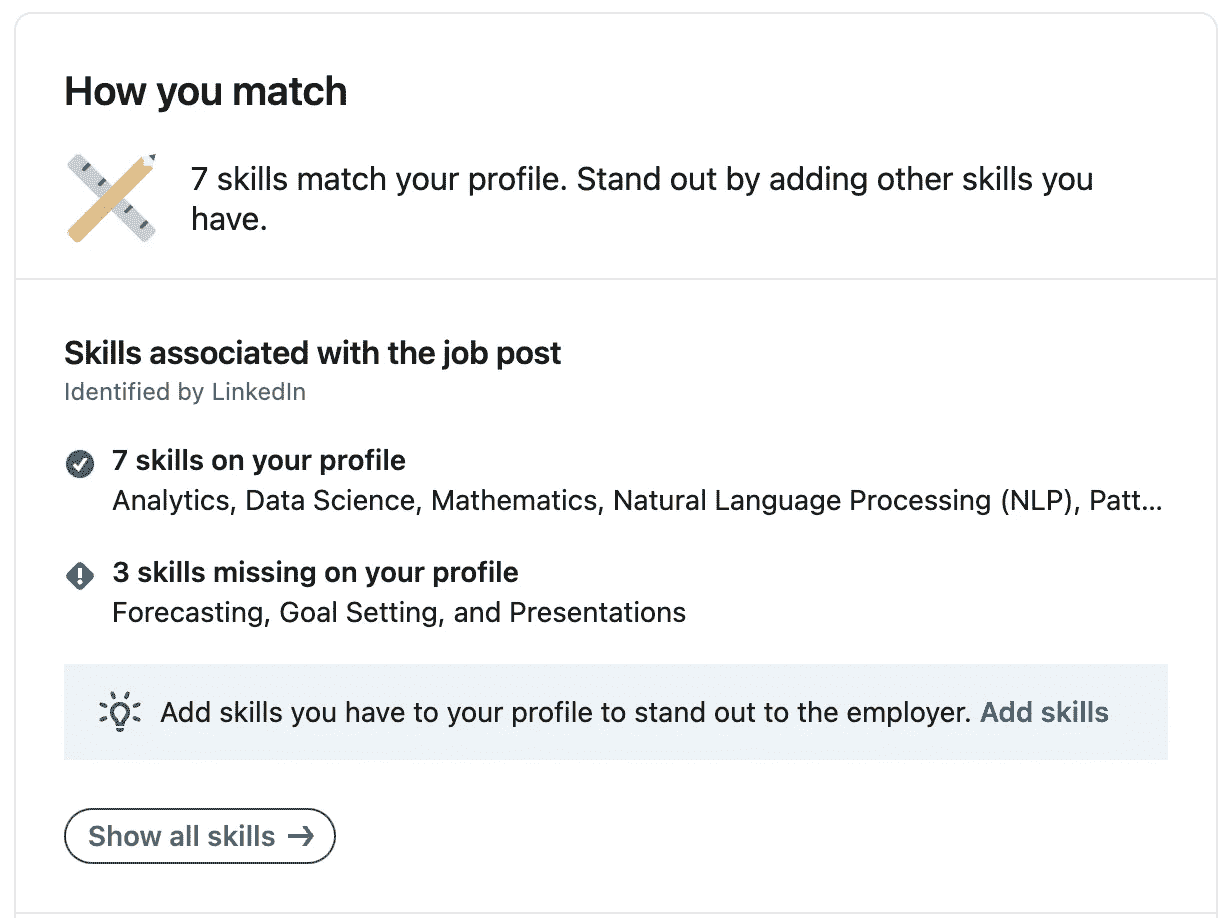 How you match
7 skills match your profile. Stand out by adding other skills you
have.
Skills associated with the job post
Identified by LinkedIn
7 skills on your profile
Analytics, Data Science, Mathematics, Natural Language Processing (NLP), Patt...
3 skills missing on your profile
Forecasting, Goal Setting, and Presentations
Add skills you have to your profile to stand out to the employer. Add skills
Show all skills →